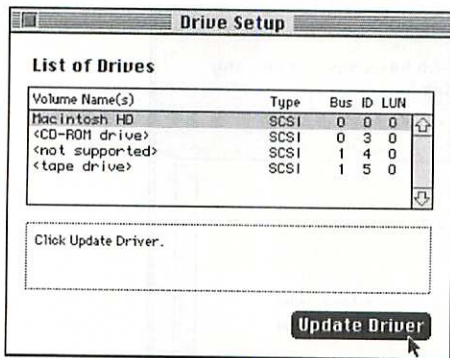 Drive Setup
List of Drives
Volume Name(s) Type Bus ID LUN
Macintosh HD SCSI 0 0 0
<CD-ROM drive> SCSI 0 3 0
<not supported> SCSI 1 4 0
<tape drive> SCSI 1 5 0
Click Update Driver.
Update Driver